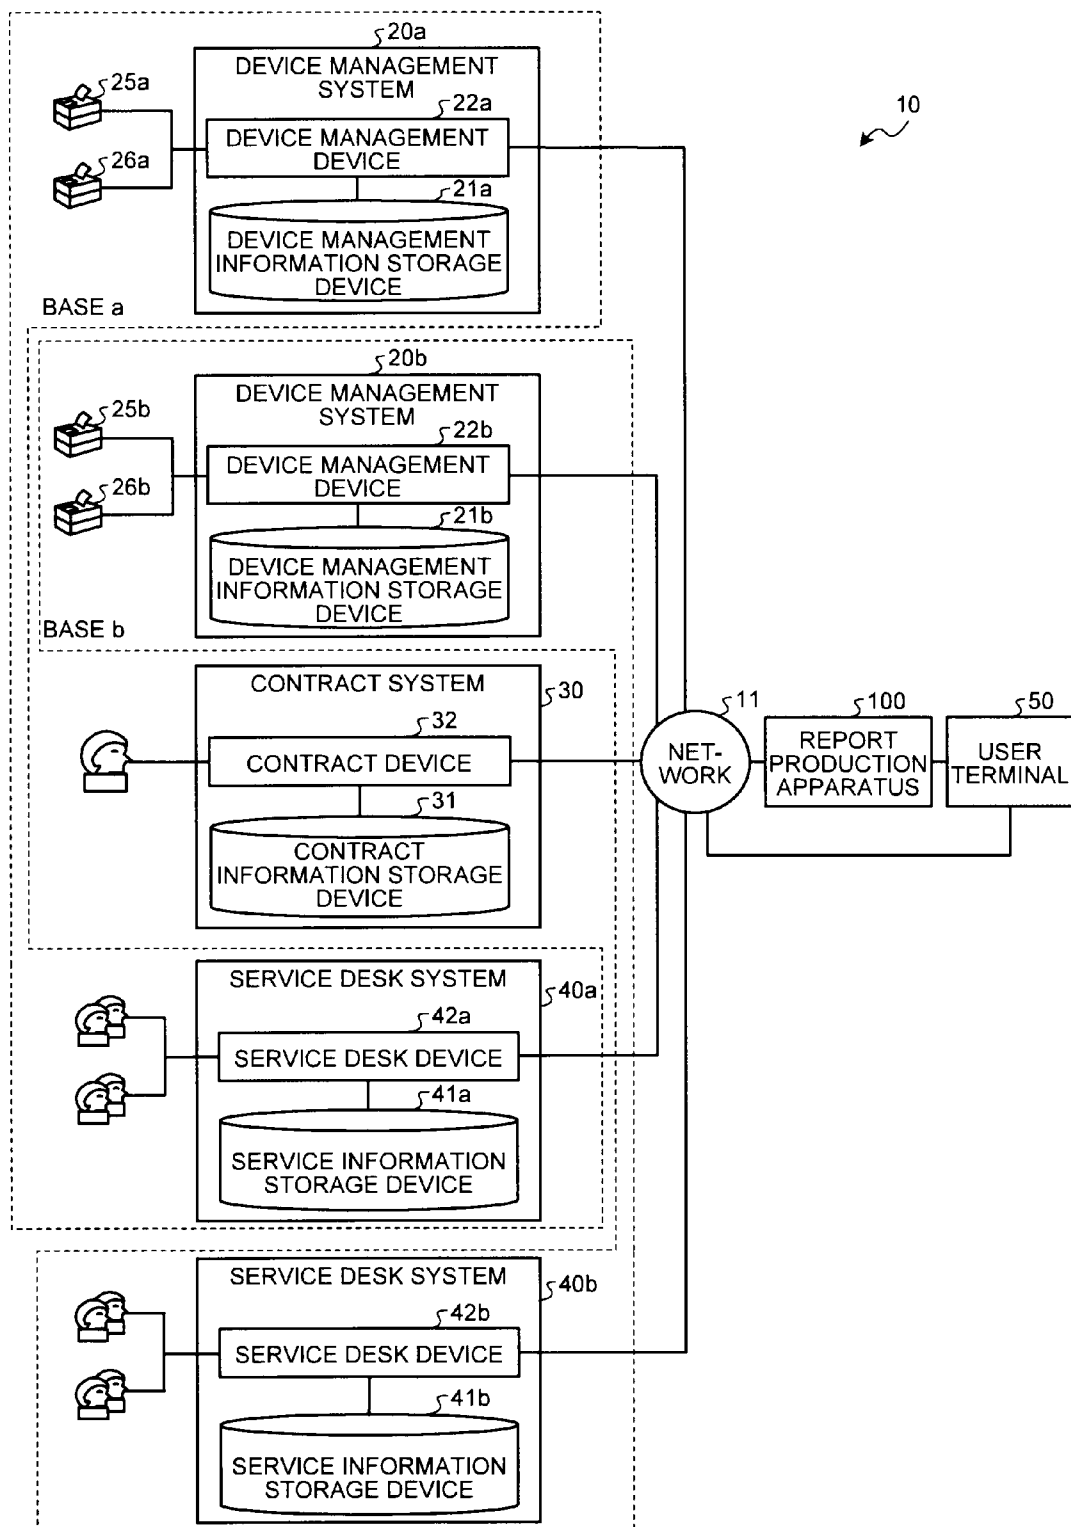 20a
DEVICE MANAGEMENT
SYSTEM
25a
22a
10
DEVICE MANAGEMENT
DEVICE
26a
21a
DEVICE MANAGEMENT
INFORMATION STORAGE
DEVICE
BASE a
20b
DEVICE MANAGEMENT
SYSTEM
25b
22b
DEVICE MANAGEMENT
DEVICE
26b
21b
DEVICE MANAGEMENT
INFORMATION STORAGE
DEVICE
BASE b
CONTRACT SYSTEM
30
32
CONTRACT DEVICE
31
CONTRACT
INFORMATION STORAGE
DEVICE
11
NET-
WORK
100
REPORT
PRODUCTION
APPARATUS
50
USER
TERMINAL
SERVICE DESK SYSTEM
40a
42a
SERVICE DESK DEVICE
41a
SERVICE INFORMATION
STORAGE DEVICE
SERVICE DESK SYSTEM
40b
42b
SERVICE DESK DEVICE
41b
SERVICE INFORMATION
STORAGE DEVICE